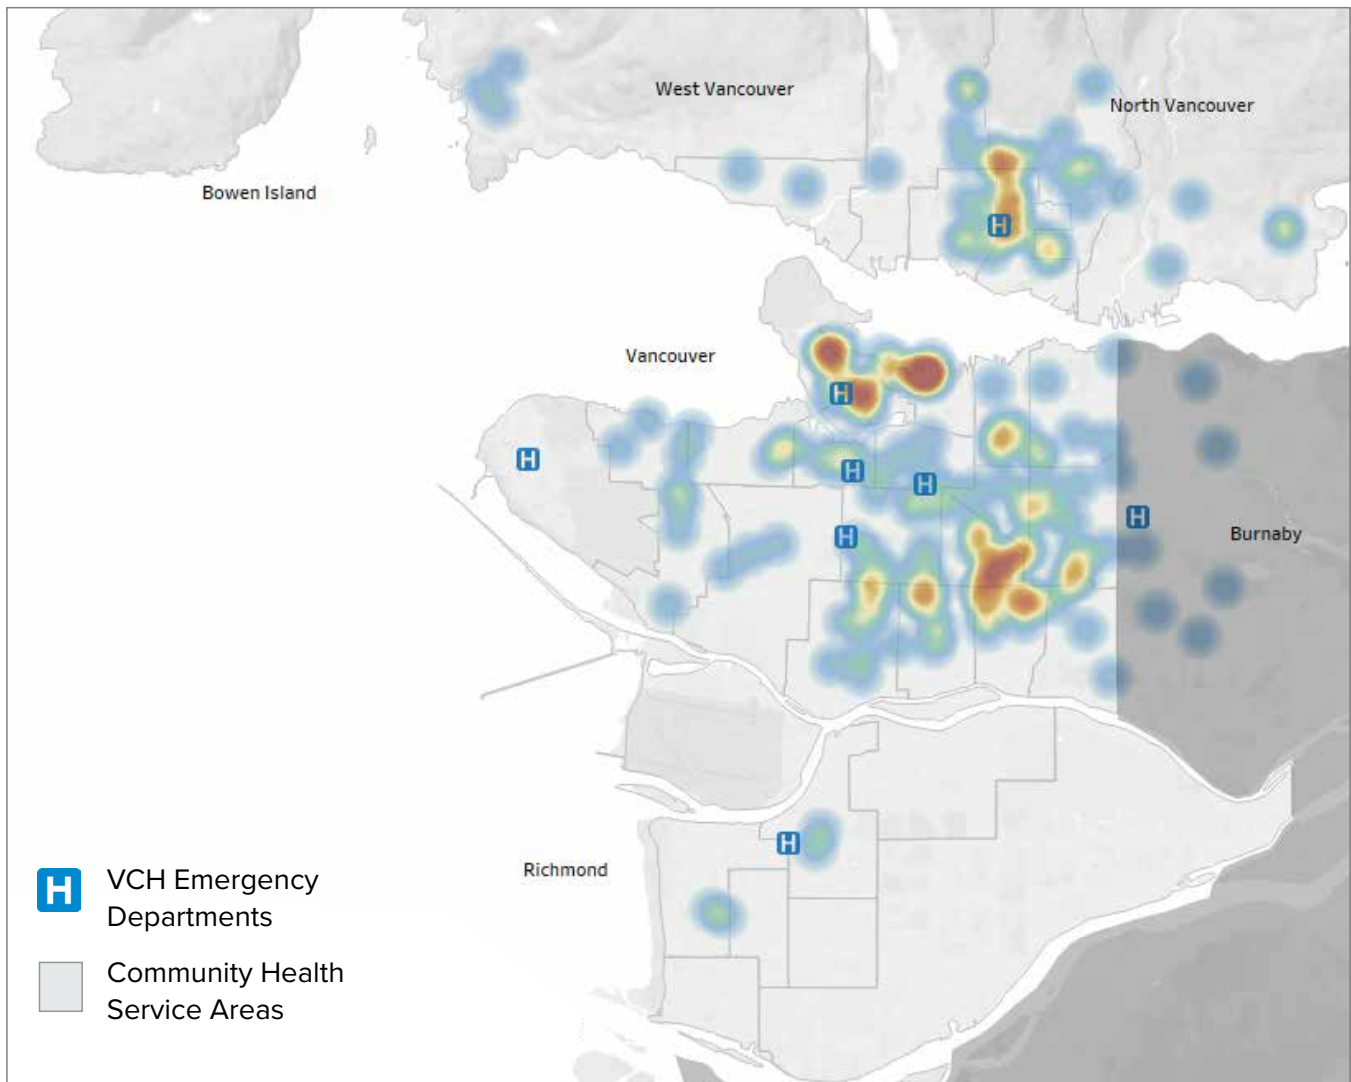 West Vancouver
North Vancouver
Bowen Island
H
Vancouver
H
H
H
H
H
H
Burnaby
H
H
Richmond
H VCH Emergency
Departments
Community Health
Service Areas